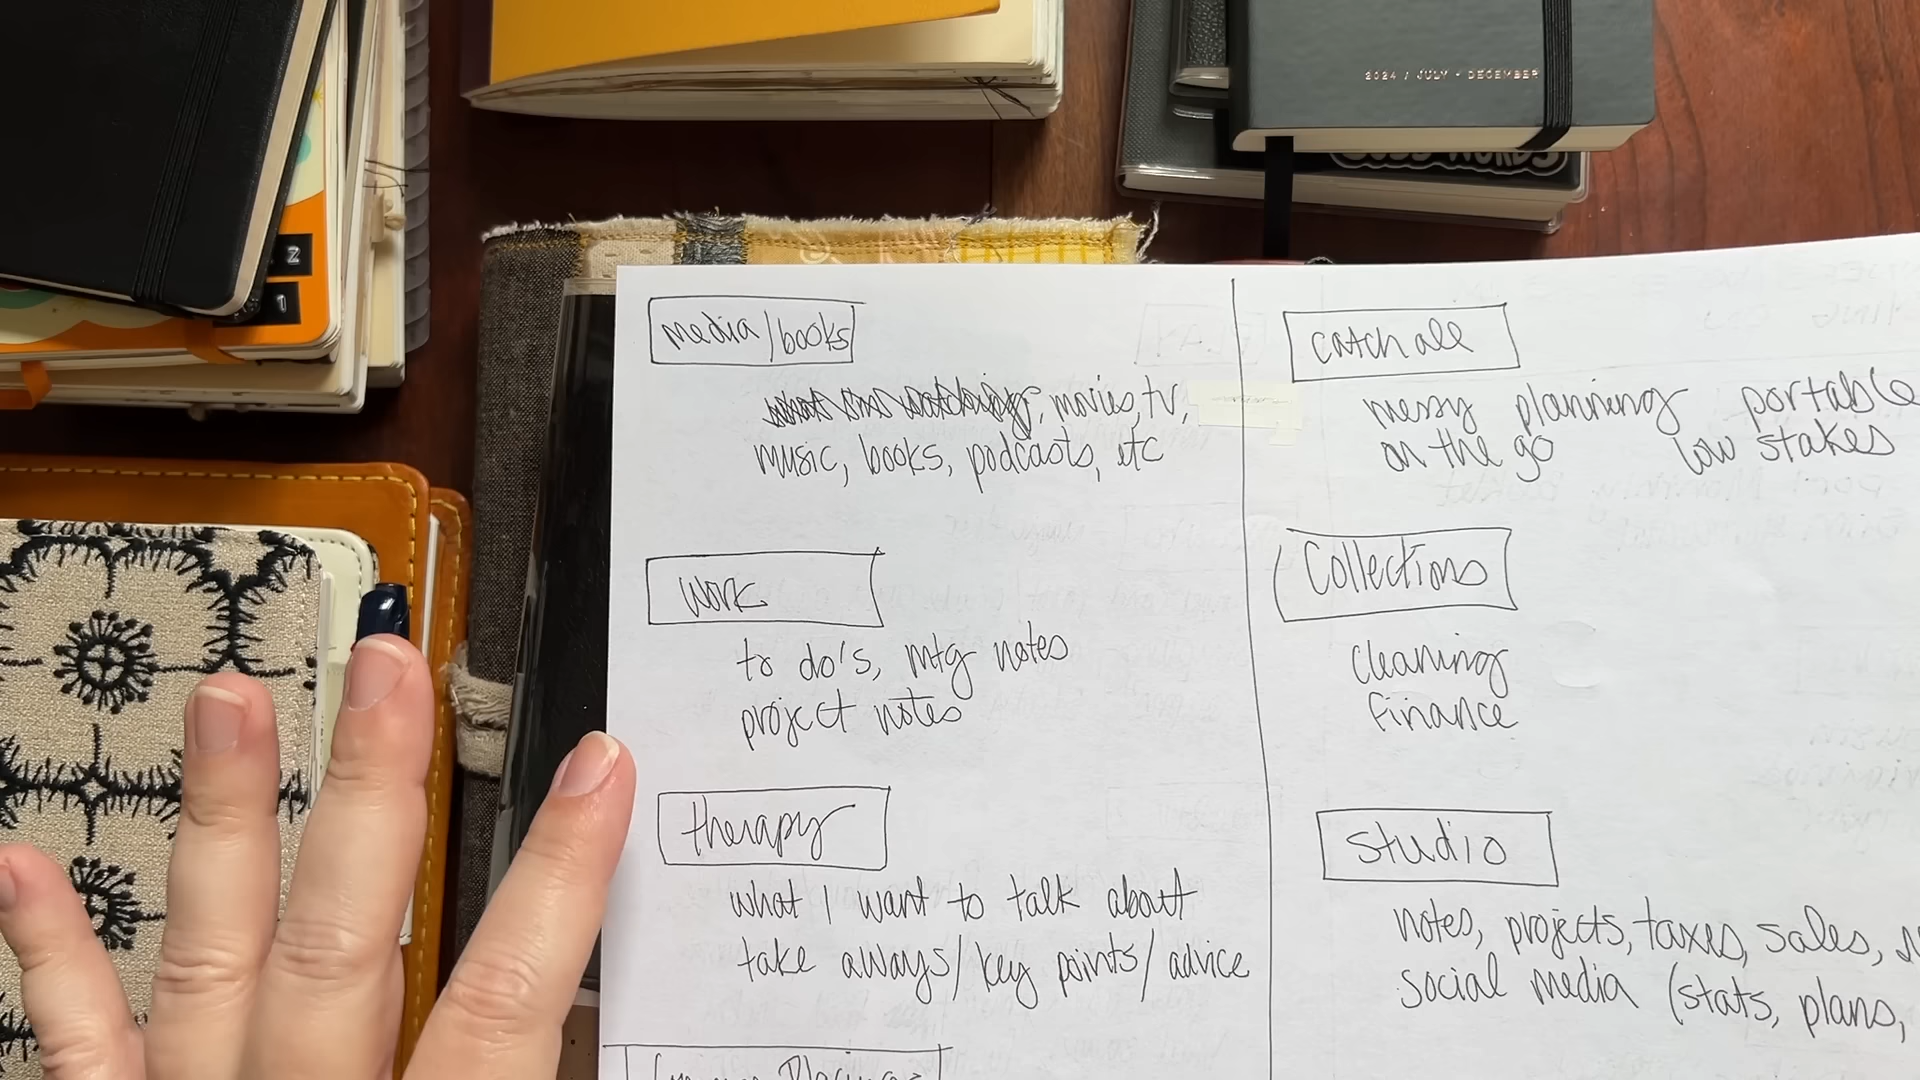 2024 / JULY - DECEMBER
Z
1
media/books
movies, tv,
music, books, podcasts, etc
work
to do's, mtg notes
project notes
therapy
what I want to talk about
take aways/key points/advice
catch all
messy planning portable
on the go low stakes
Collections
cleaning
finance
studio
notes, projects, taxes, sales,
social media (stats, plans,